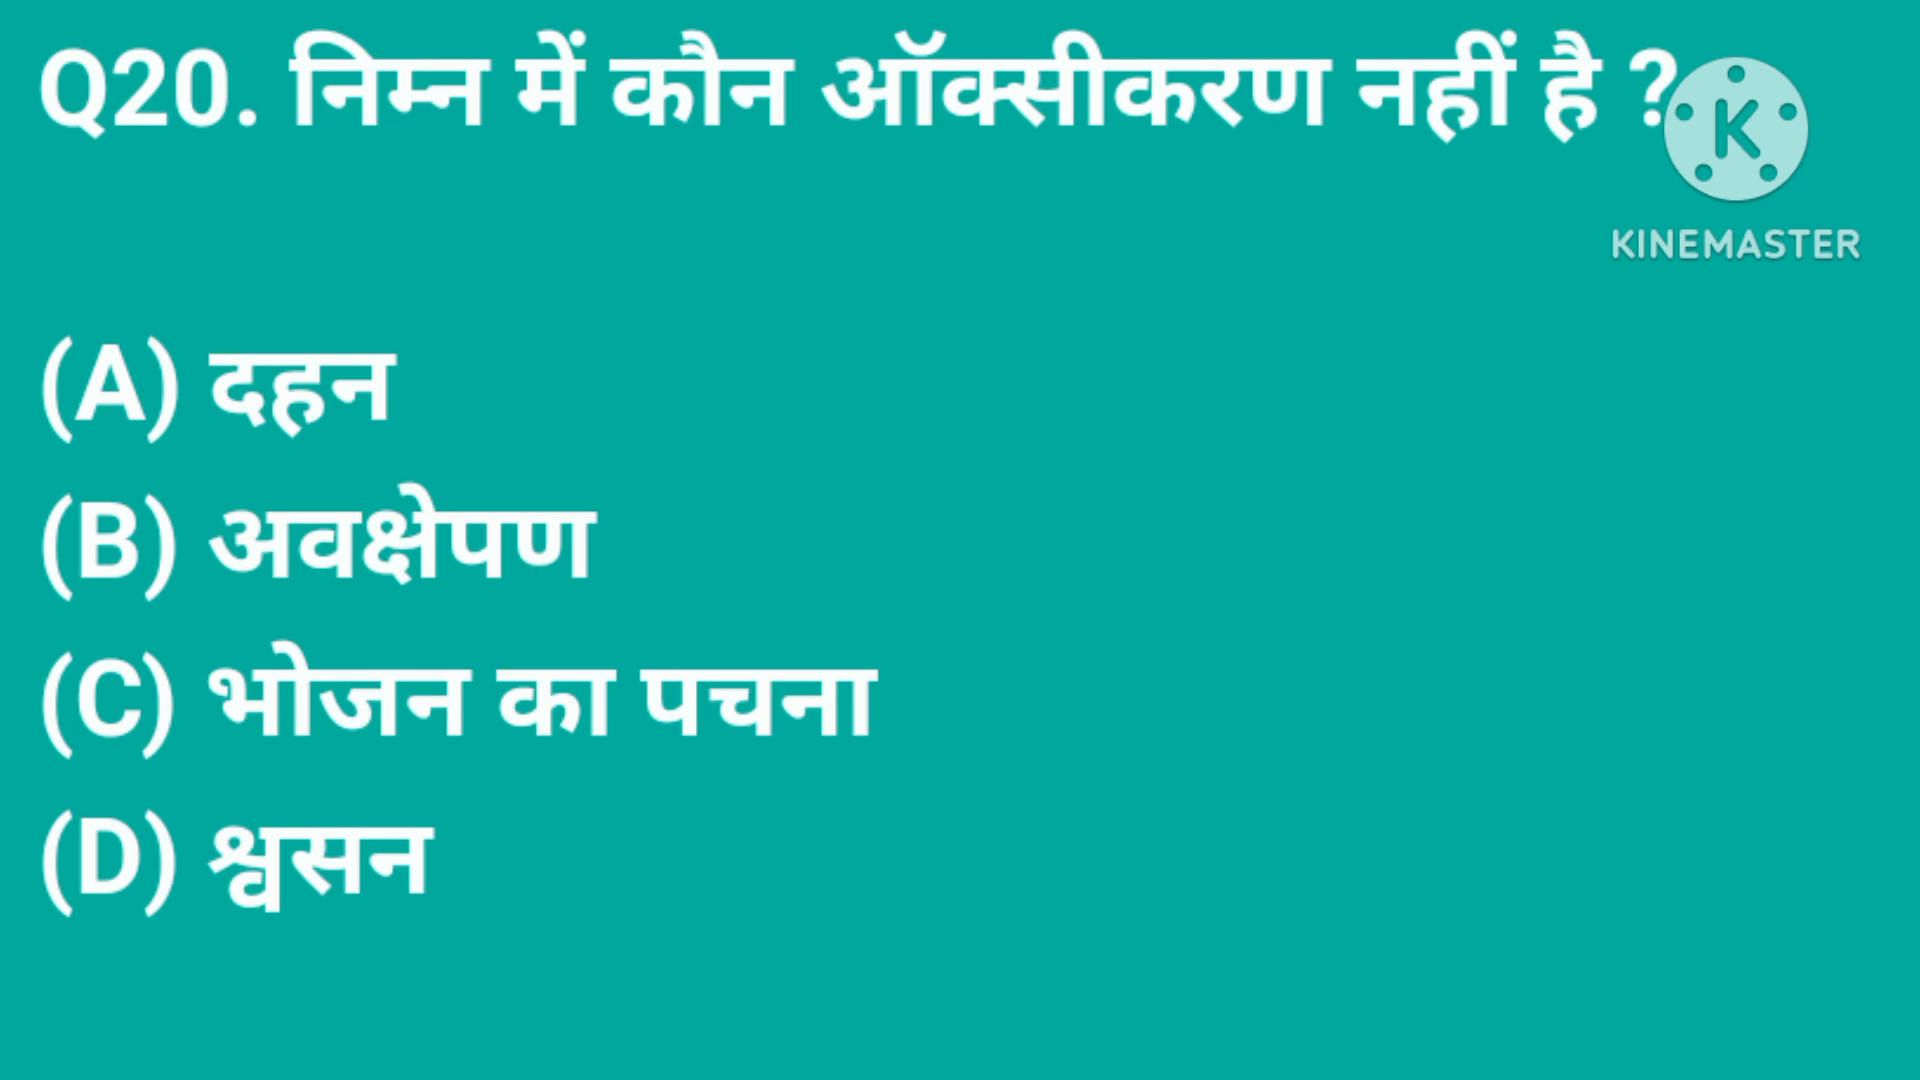 Q20. निम्न में कौन ऑक्सीकरण नहीं है ?
K
KINEMASTER
(A) दहन
(B) अवक्षेपण
(C) भोजन का पचना
(D) श्वसन